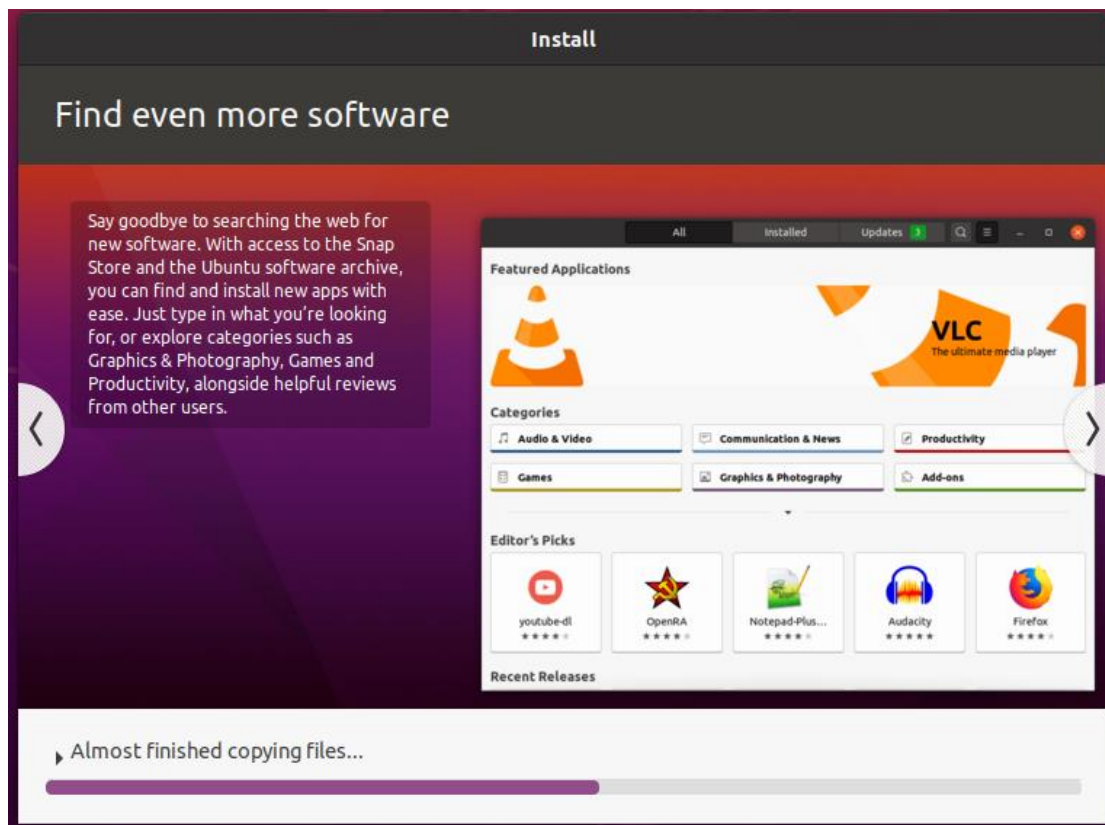 Install
Find even more software
Say goodbye to searching the web for
new software. With access to the Snap
Store and the Ubuntu software archive,
you can find and install new apps with
ease. Just type in what you're looking
for, or explore categories such as
Graphics & Photography, Games and
Productivity, alongside helpful reviews
from other users.
All Installed Updates 3
Featured Applications
VLC
The ultimate media player
Categories
Audio & Video Communication & News Productivity
Games Graphics & Photography Add-ons
Editor's Picks
youtube-dl OpenRA Notepad-Plus... Audacity Firefox
Recent Releases
Almost finished copying files...